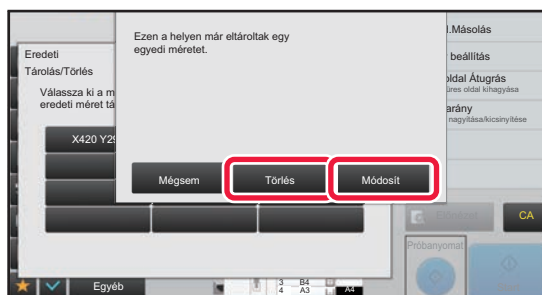 Ezen a helyen már eltároltak egy
egyedi méretet.
Mégsem
Törlés
Módosít
Eredeti
Tárolás/Törlés
Válassza ki a m
eredeti méret tá
X420 Y29
I.Másolás
beállítás
oldal Átugrás
üres oldal kihagyása
arány
nagyítása/kicsinyítése
CA
Próbanyomat
Egyéb
3 B4
4 A3
A4